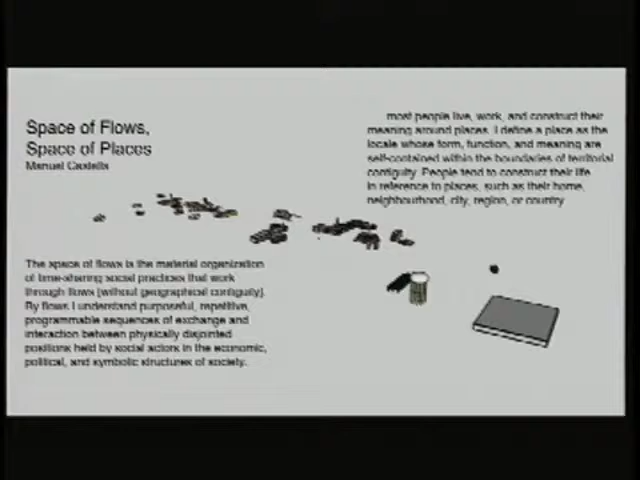 Space of Flows,
Space of Places
Manuel Castells
The space of flows is the material organization
of time-sharing social practices that work
through flows (without geographical contiguity).
By flows I understand purposeful, repetitive,
programmable sequences of exchange and
interaction between physically disjointed
positions held by social actors in the economic,
political, and symbolic structures of society.
most people live, work, and construct their
meaning around places. I define a place as the
locale whose form, function, and meaning are
self-contained within the boundaries of territorial
contiguity. People tend to construct their life
in reference to places, such as their home,
neighbourhood, city, region, or country